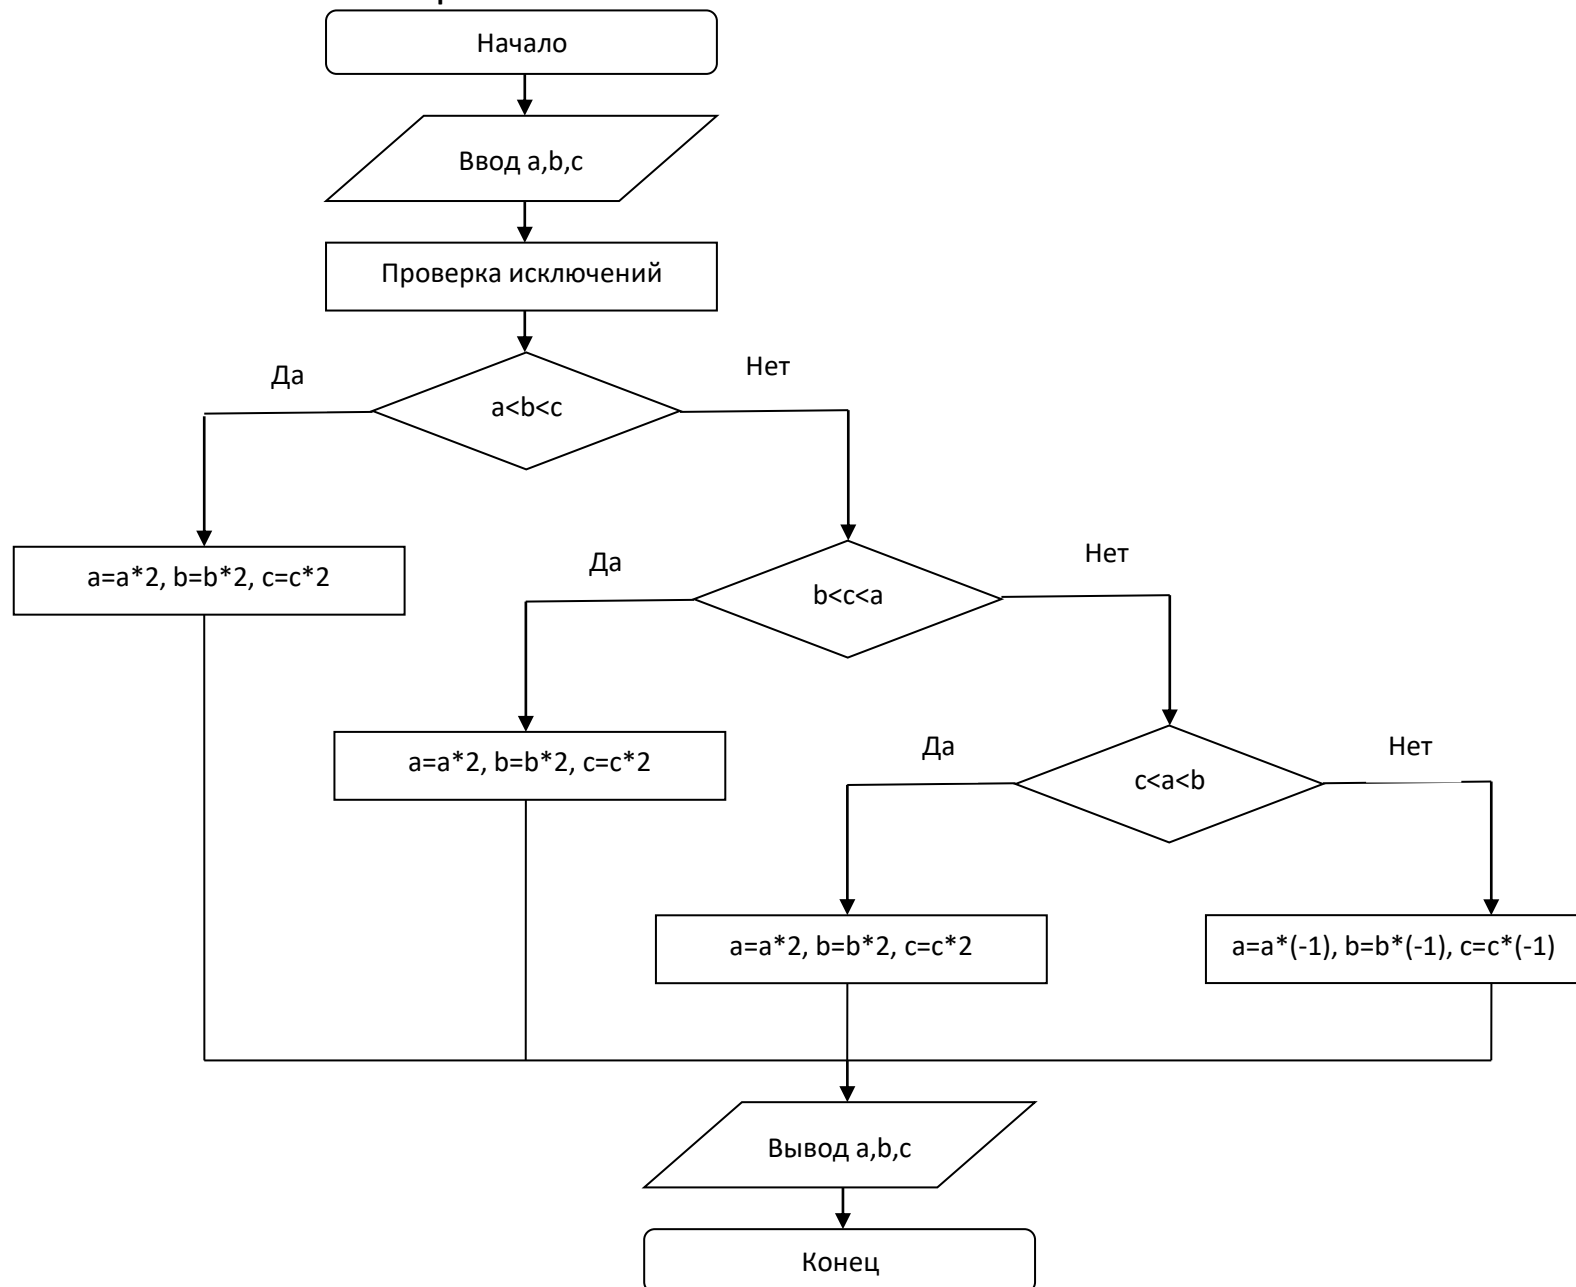 Начало
Ввод a,b,c
Проверка исключений
Да
Нет
a<b<c
a=a*2, b=b*2, c=c*2
Да
Нет
b<c<a
a=a*2, b=b*2, c=c*2
Да
Нет
c<a<b
a=a*2, b=b*2, c=c*2
a=a*(-1), b=b*(-1), c=c*(-1)
Вывод a,b,c
Конец